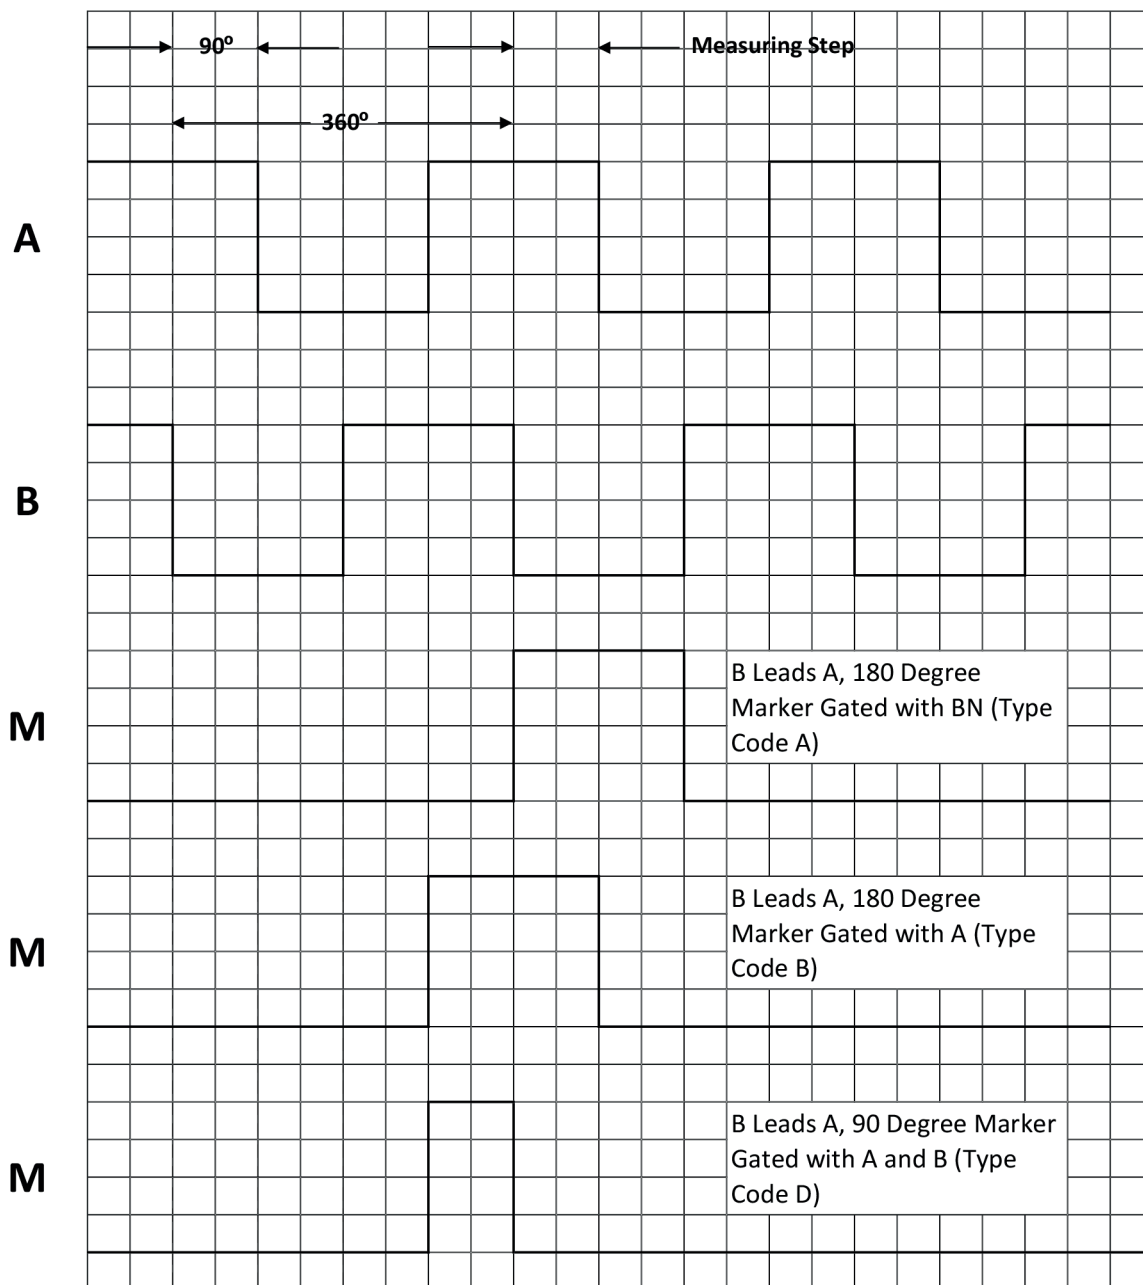 90º
Measuring Step
360º
A
B
M
B Leads A, 180 Degree
Marker Gated with BN (Type
Code A)
M
B Leads A, 180 Degree
Marker Gated with A (Type
Code B)
M
B Leads A, 90 Degree Marker
Gated with A and B (Type
Code D)